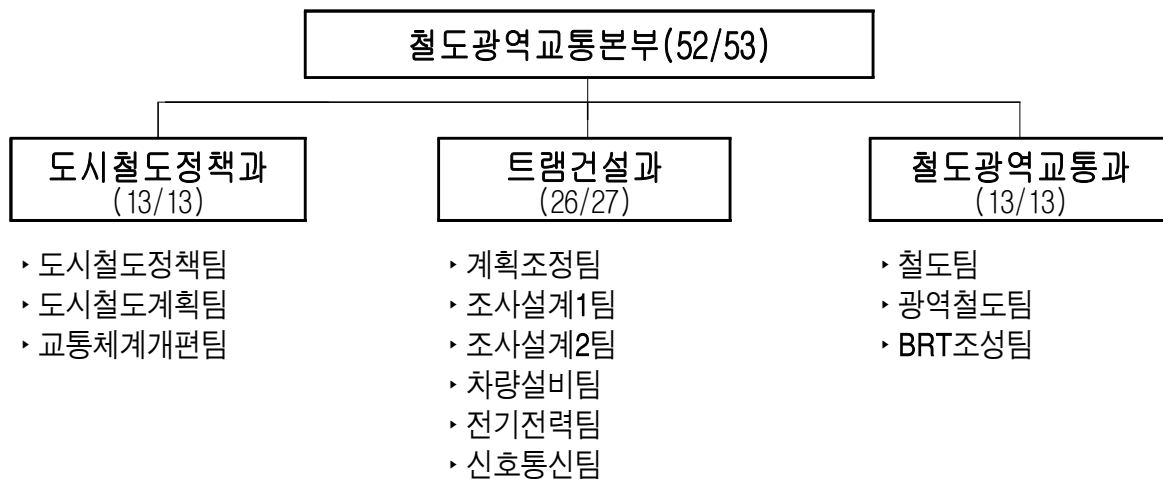 철도광역교통본부(52/53)
도시철도정책과
(13/13)
‣ 도시철도정책팀
‣ 도시철도계획팀
‣ 교통체계개편팀
트램건설과
(26/27)
‣ 계획조정팀
‣ 조사설계1팀
‣ 조사설계2팀
‣ 차량설비팀
‣ 전기전력팀
‣ 신호통신팀
철도광역교통과
(13/13)
‣ 철도팀
‣ 광역철도팀
‣ BRT조성팀